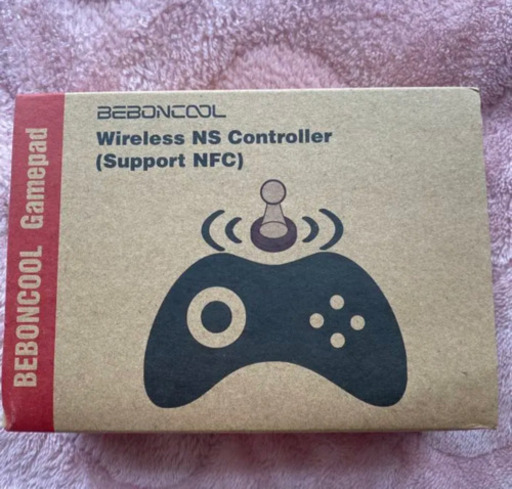 BEBONCOOL
Wireless NS Controller
(Support NFC)
BEBONCOOL Gamepad